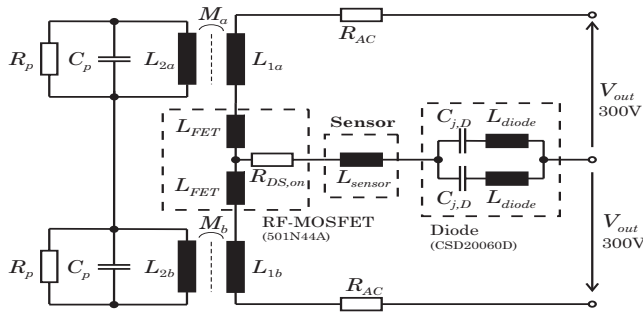 M_a
R_AC
R_p
C_p
L_2a
L_1a
V_out
300V
Sensor
L_FET
C_j,D
L_diode
R_DS,on
L_sensor
L_FET
C_j,D
L_diode
RF-MOSFET
(501N44A)
Diode
(CSD20060D)
V_out
300V
M_b
R_p
C_p
L_2b
L_1b
R_AC